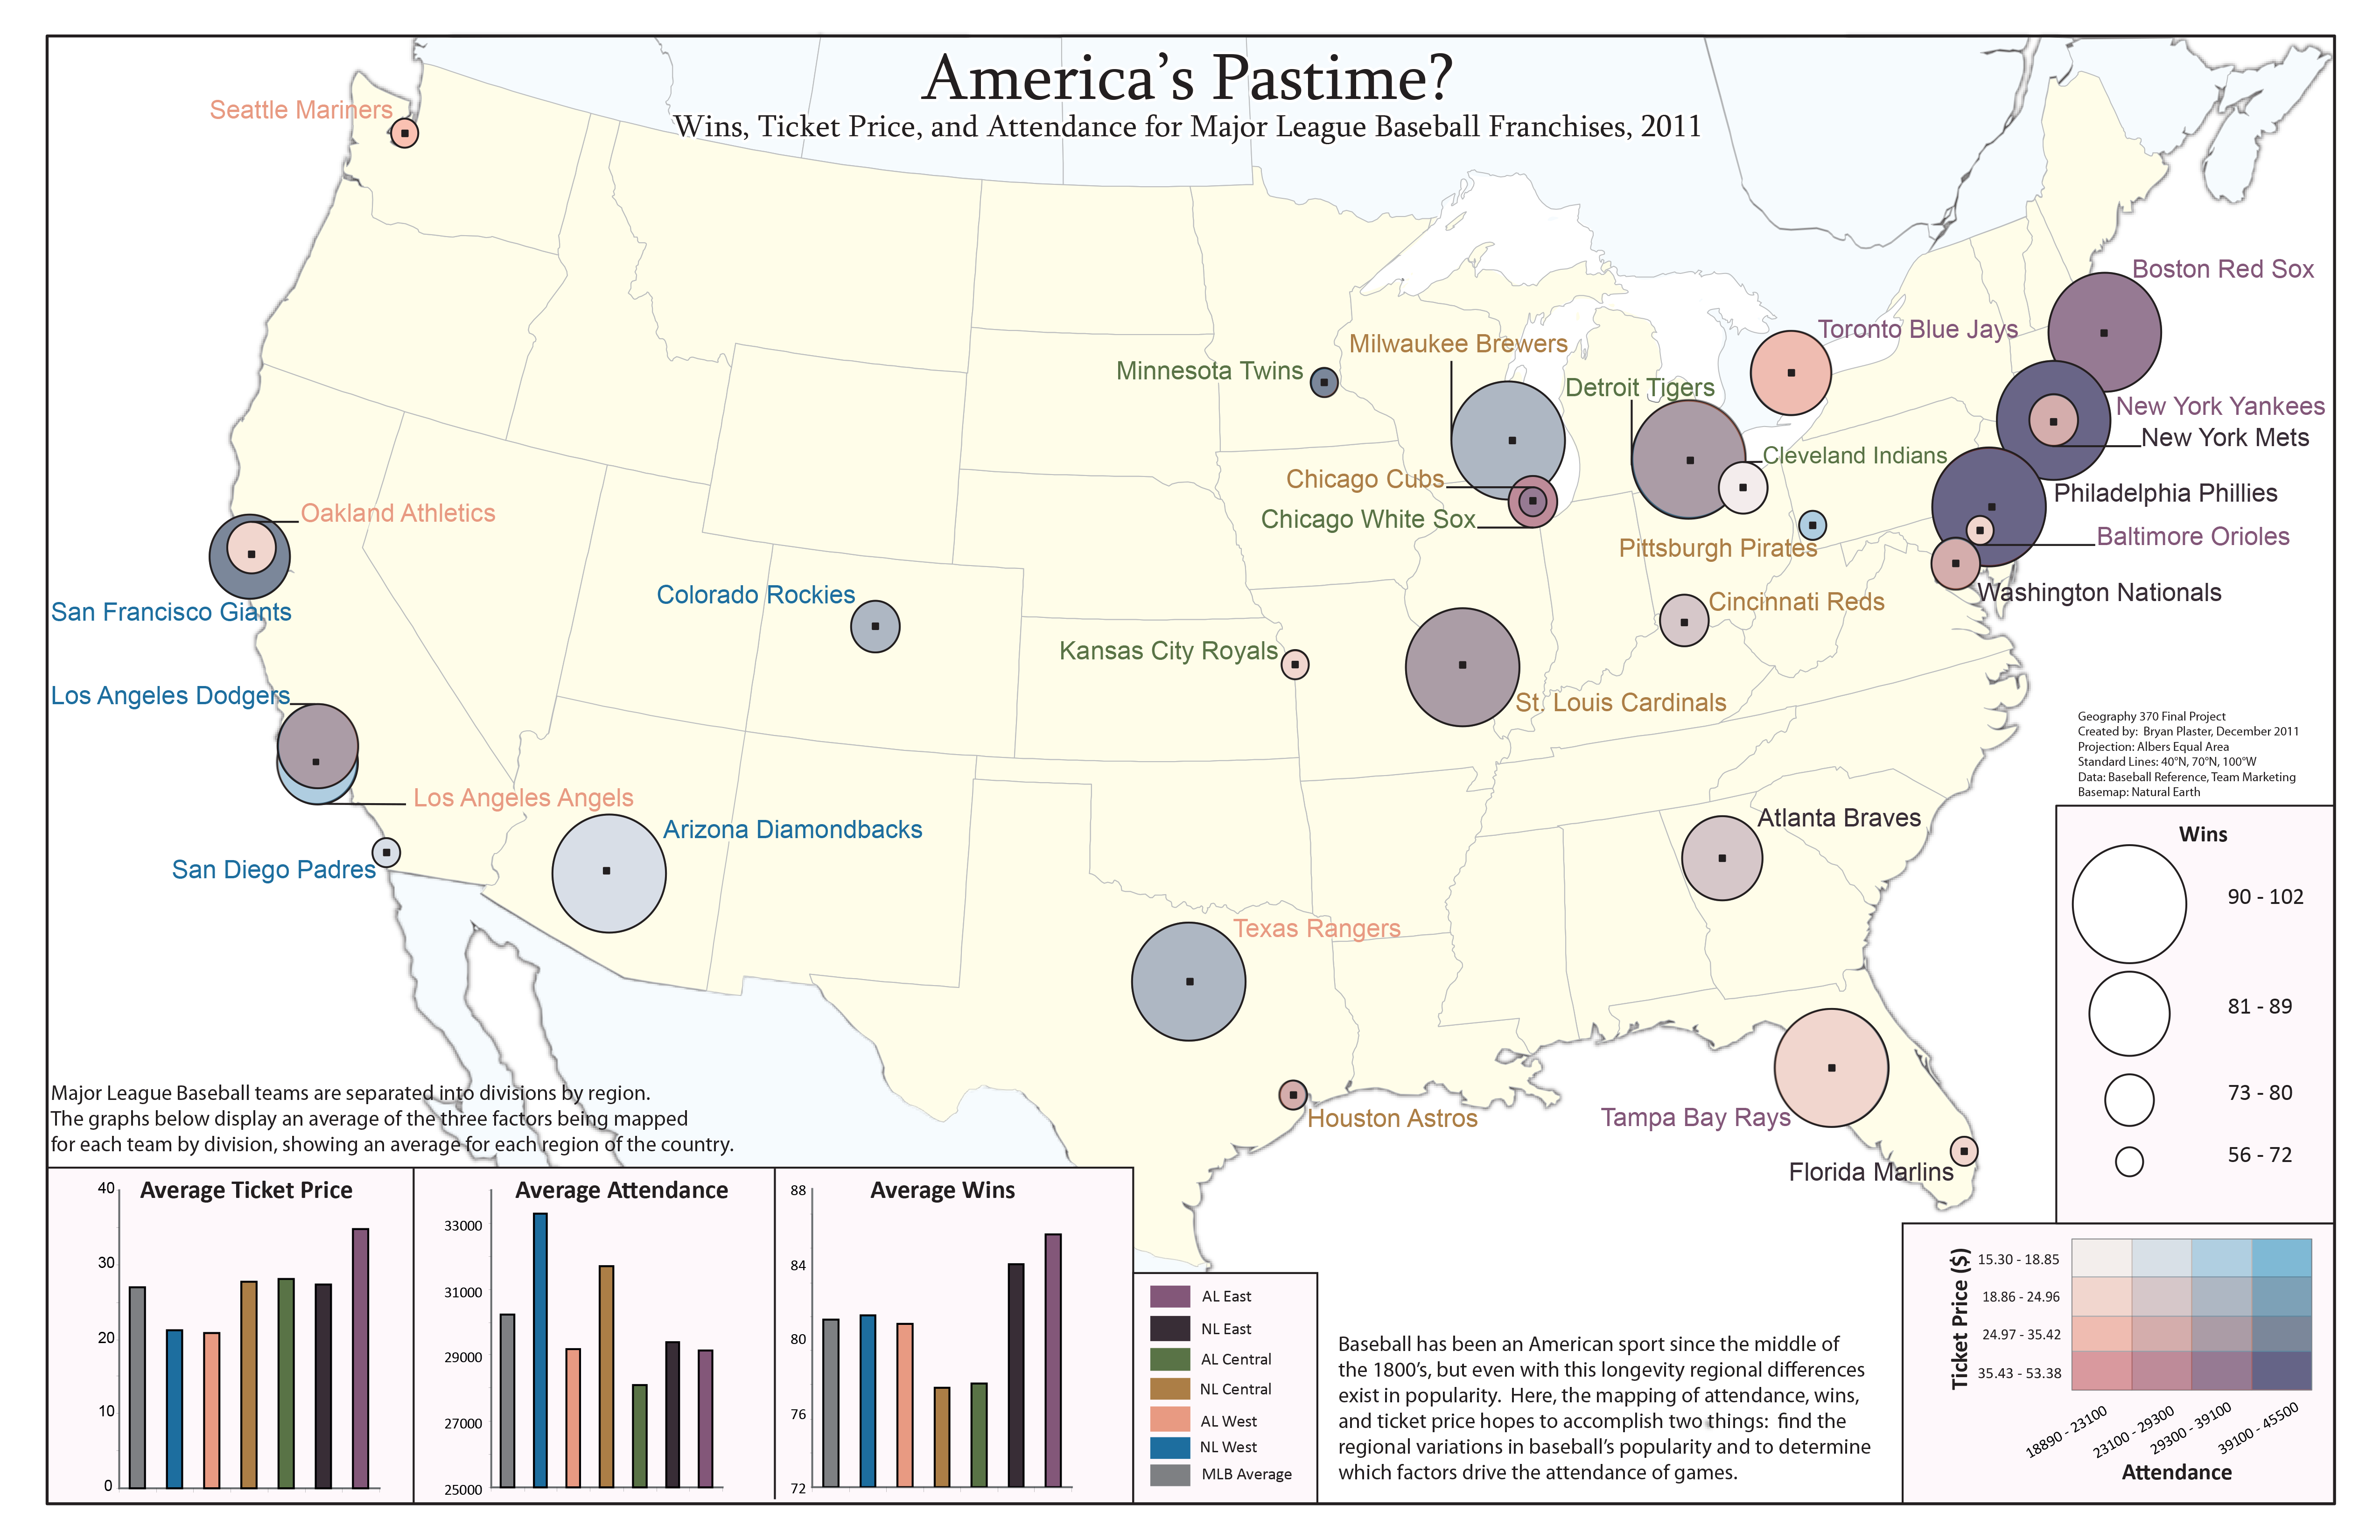 America's Pastime?
Wins, Ticket Price, and Attendance for Major League Baseball Franchises, 2011
Seattle Mariners
Boston Red Sox
Toronto Blue Jays
Milwaukee Brewers
Minnesota Twins
Detroit Tigers
New York Yankees
New York Mets
Cleveland Indians
Chicago Cubs
Philadelphia Phillies
Oakland Athletics
Chicago White Sox
Baltimore Orioles
Pittsburgh Pirates
Washington Nationals
Colorado Rockies
Cincinnati Reds
San Francisco Giants
Kansas City Royals
Los Angeles Dodgers
St. Louis Cardinals
Geography 370 Final Project
Created by: Bryan Plaster, December 2011
Projection: Albers Equal Area
Standard Lines: 40°N, 70°N, 100°W
Data: Baseball Reference, Team Marketing
Basemap: Natural Earth
Los Angeles Angels
Atlanta Braves
Arizona Diamondbacks
San Diego Padres
Texas Rangers
Houston Astros
Tampa Bay Rays
Florida Marlins
Wins
90 - 102
81 - 89
73 - 80
56 - 72
Major League Baseball teams are separated into divisions by region.
The graphs below display an average of the three factors being mapped
for each team by division, showing an average for each region of the country.
Average Ticket Price
40
30
20
10
0
Average Attendance
33000
31000
29000
27000
25000
Average Wins
88
84
80
76
72
AL East
NL East
AL Central
NL Central
AL West
NL West
MLB Average
Baseball has been an American sport since the middle of
the 1800's, but even with this longevity regional differences
exist in popularity. Here, the mapping of attendance, wins,
and ticket price hopes to accomplish two things: find the
regional variations in baseball's popularity and to determine
which factors drive the attendance of games.
Ticket Price ($)
15.30 - 18.85
18.86 - 24.96
24.97 - 35.42
35.43 - 53.38
18890 - 23100
23100 - 29300
29300 - 39100
39100 - 45500
Attendance